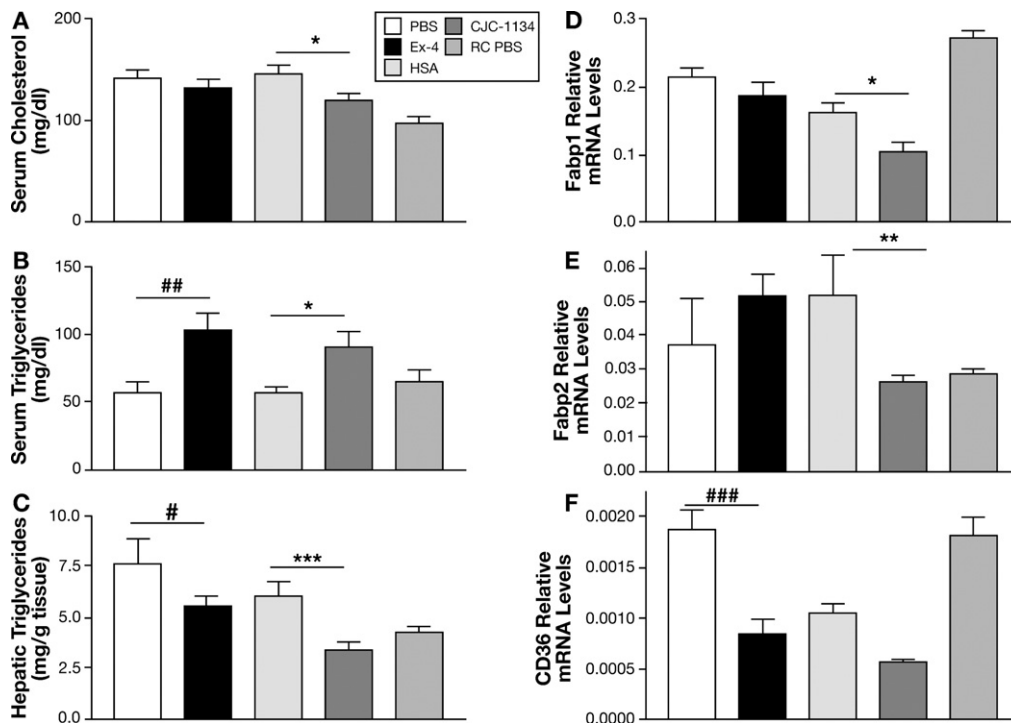 A
Serum Cholesterol
(mg/dl)
200
100
0
*
PBS
CJC-1134
Ex-4
RC PBS
HSA
D
Fabp1 Relative
mRNA Levels
0.3
0.2
0.1
0.0
*
B
Serum Triglycerides
(mg/dl)
150
100
50
0
##
*
E
Fabp2 Relative
mRNA Levels
0.06
0.05
0.04
0.03
0.02
0.01
0.00
**
C
Hepatic Triglycerides
(mg/g tissue)
10.0
7.5
5.0
2.5
0.0
#
***
F
CD36 Relative
mRNA Levels
0.0020
0.0015
0.0010
0.0005
0.0000
###